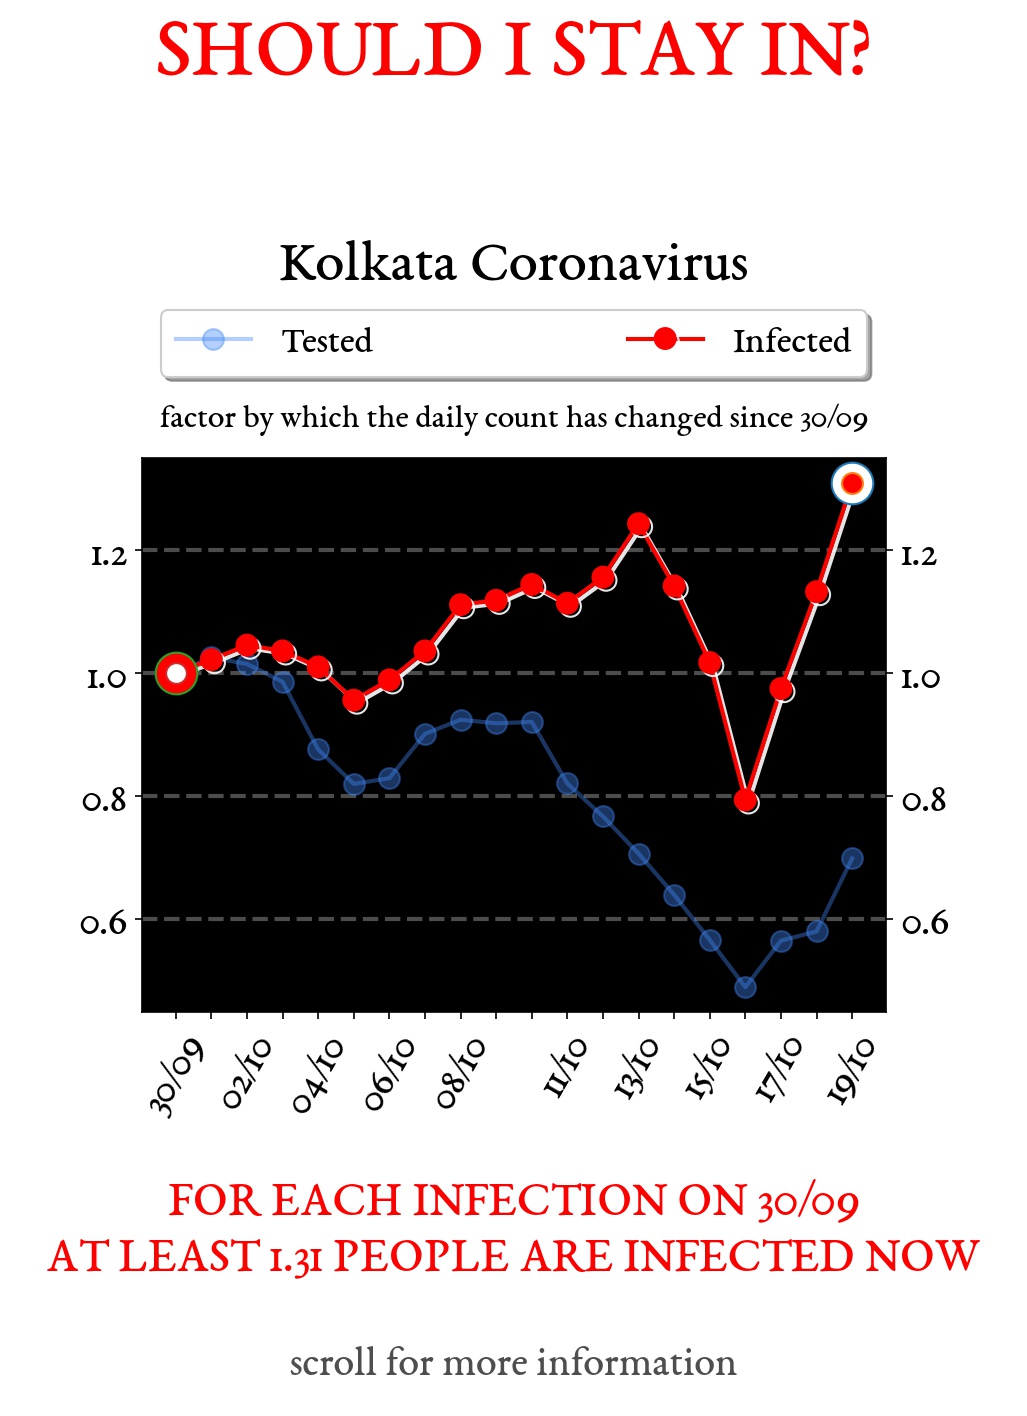 SHOULD I STAY IN?
Kolkata Coronavirus
Tested Infected
factor by which the daily count has changed since 30/09
1.2 1.2
1.0 1.0
0.8 0.8
0.6 0.6
30/09 02/10 04/10 06/10 08/10 11/10 13/10 15/10 17/10 19/10
FOR EACH INFECTION ON 30/09
AT LEAST 1.31 PEOPLE ARE INFECTED NOW
scroll for more information